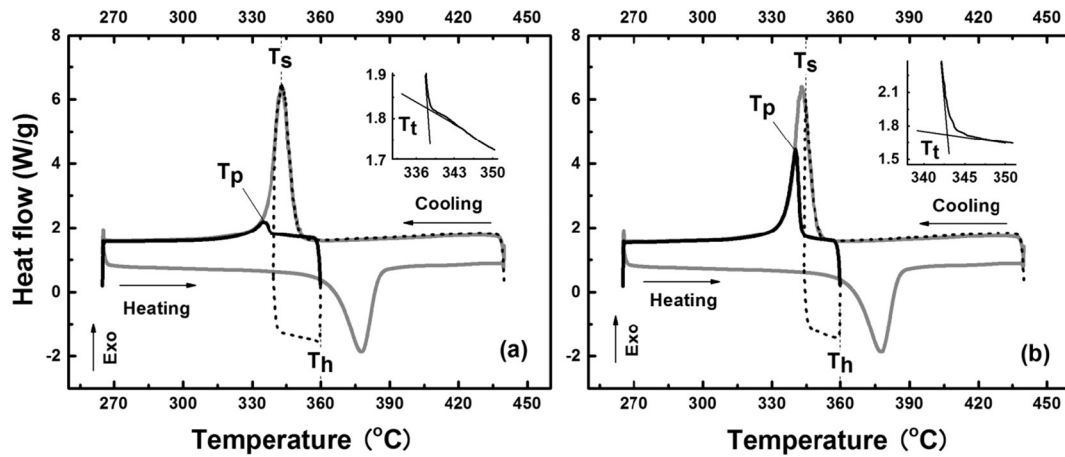 270 300 330 360 390 420 450
8
6
4
2
0
-2
Heat flow (W/g)
Ts
Tp
Th
1.9
1.8
1.7
Tt
336 343 350
Cooling
Heating
Exo
(a)
270 300 330 360 390 420 450
Temperature (°C)
270 300 330 360 390 420 450
8
6
4
2
0
-2
Ts
Tp
Th
2.1
1.8
1.5
Tt
339 345 351
Cooling
Heating
Exo
(b)
270 300 330 360 390 420 450
Temperature (°C)